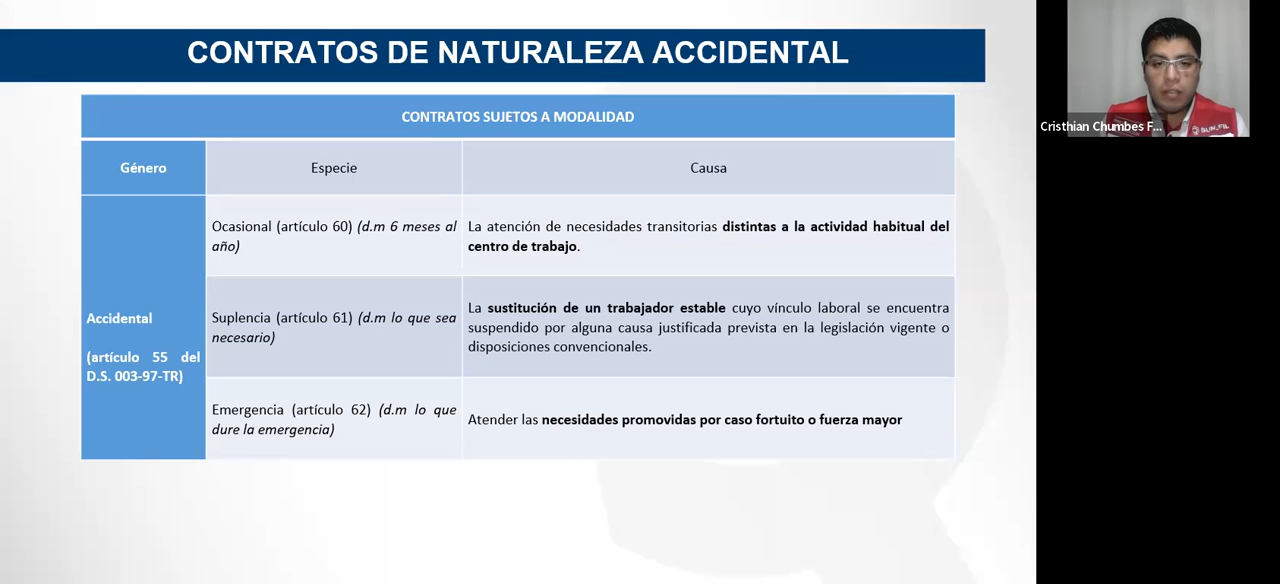 CONTRATOS DE NATURALEZA ACCIDENTAL
CONTRATOS SUJETOS A MODALIDAD
Género
Especie
Causa
Ocasional (artículo 60) (d.m 6 meses al
año)
La atención de necesidades transitorias distintas a la actividad habitual del
centro de trabajo.
Accidental
(artículo 55 del
D.S. 003-97-TR)
Suplencia (artículo 61) (d.m lo que sea
necesario)
La sustitución de un trabajador estable cuyo vínculo laboral se encuentra
suspendido por alguna causa justificada prevista en la legislación vigente o
disposiciones convencionales.
Emergencia (artículo 62) (d.m lo que
dure la emergencia)
Atender las necesidades promovidas por caso fortuito o fuerza mayor
Cristhian Chumbes F...